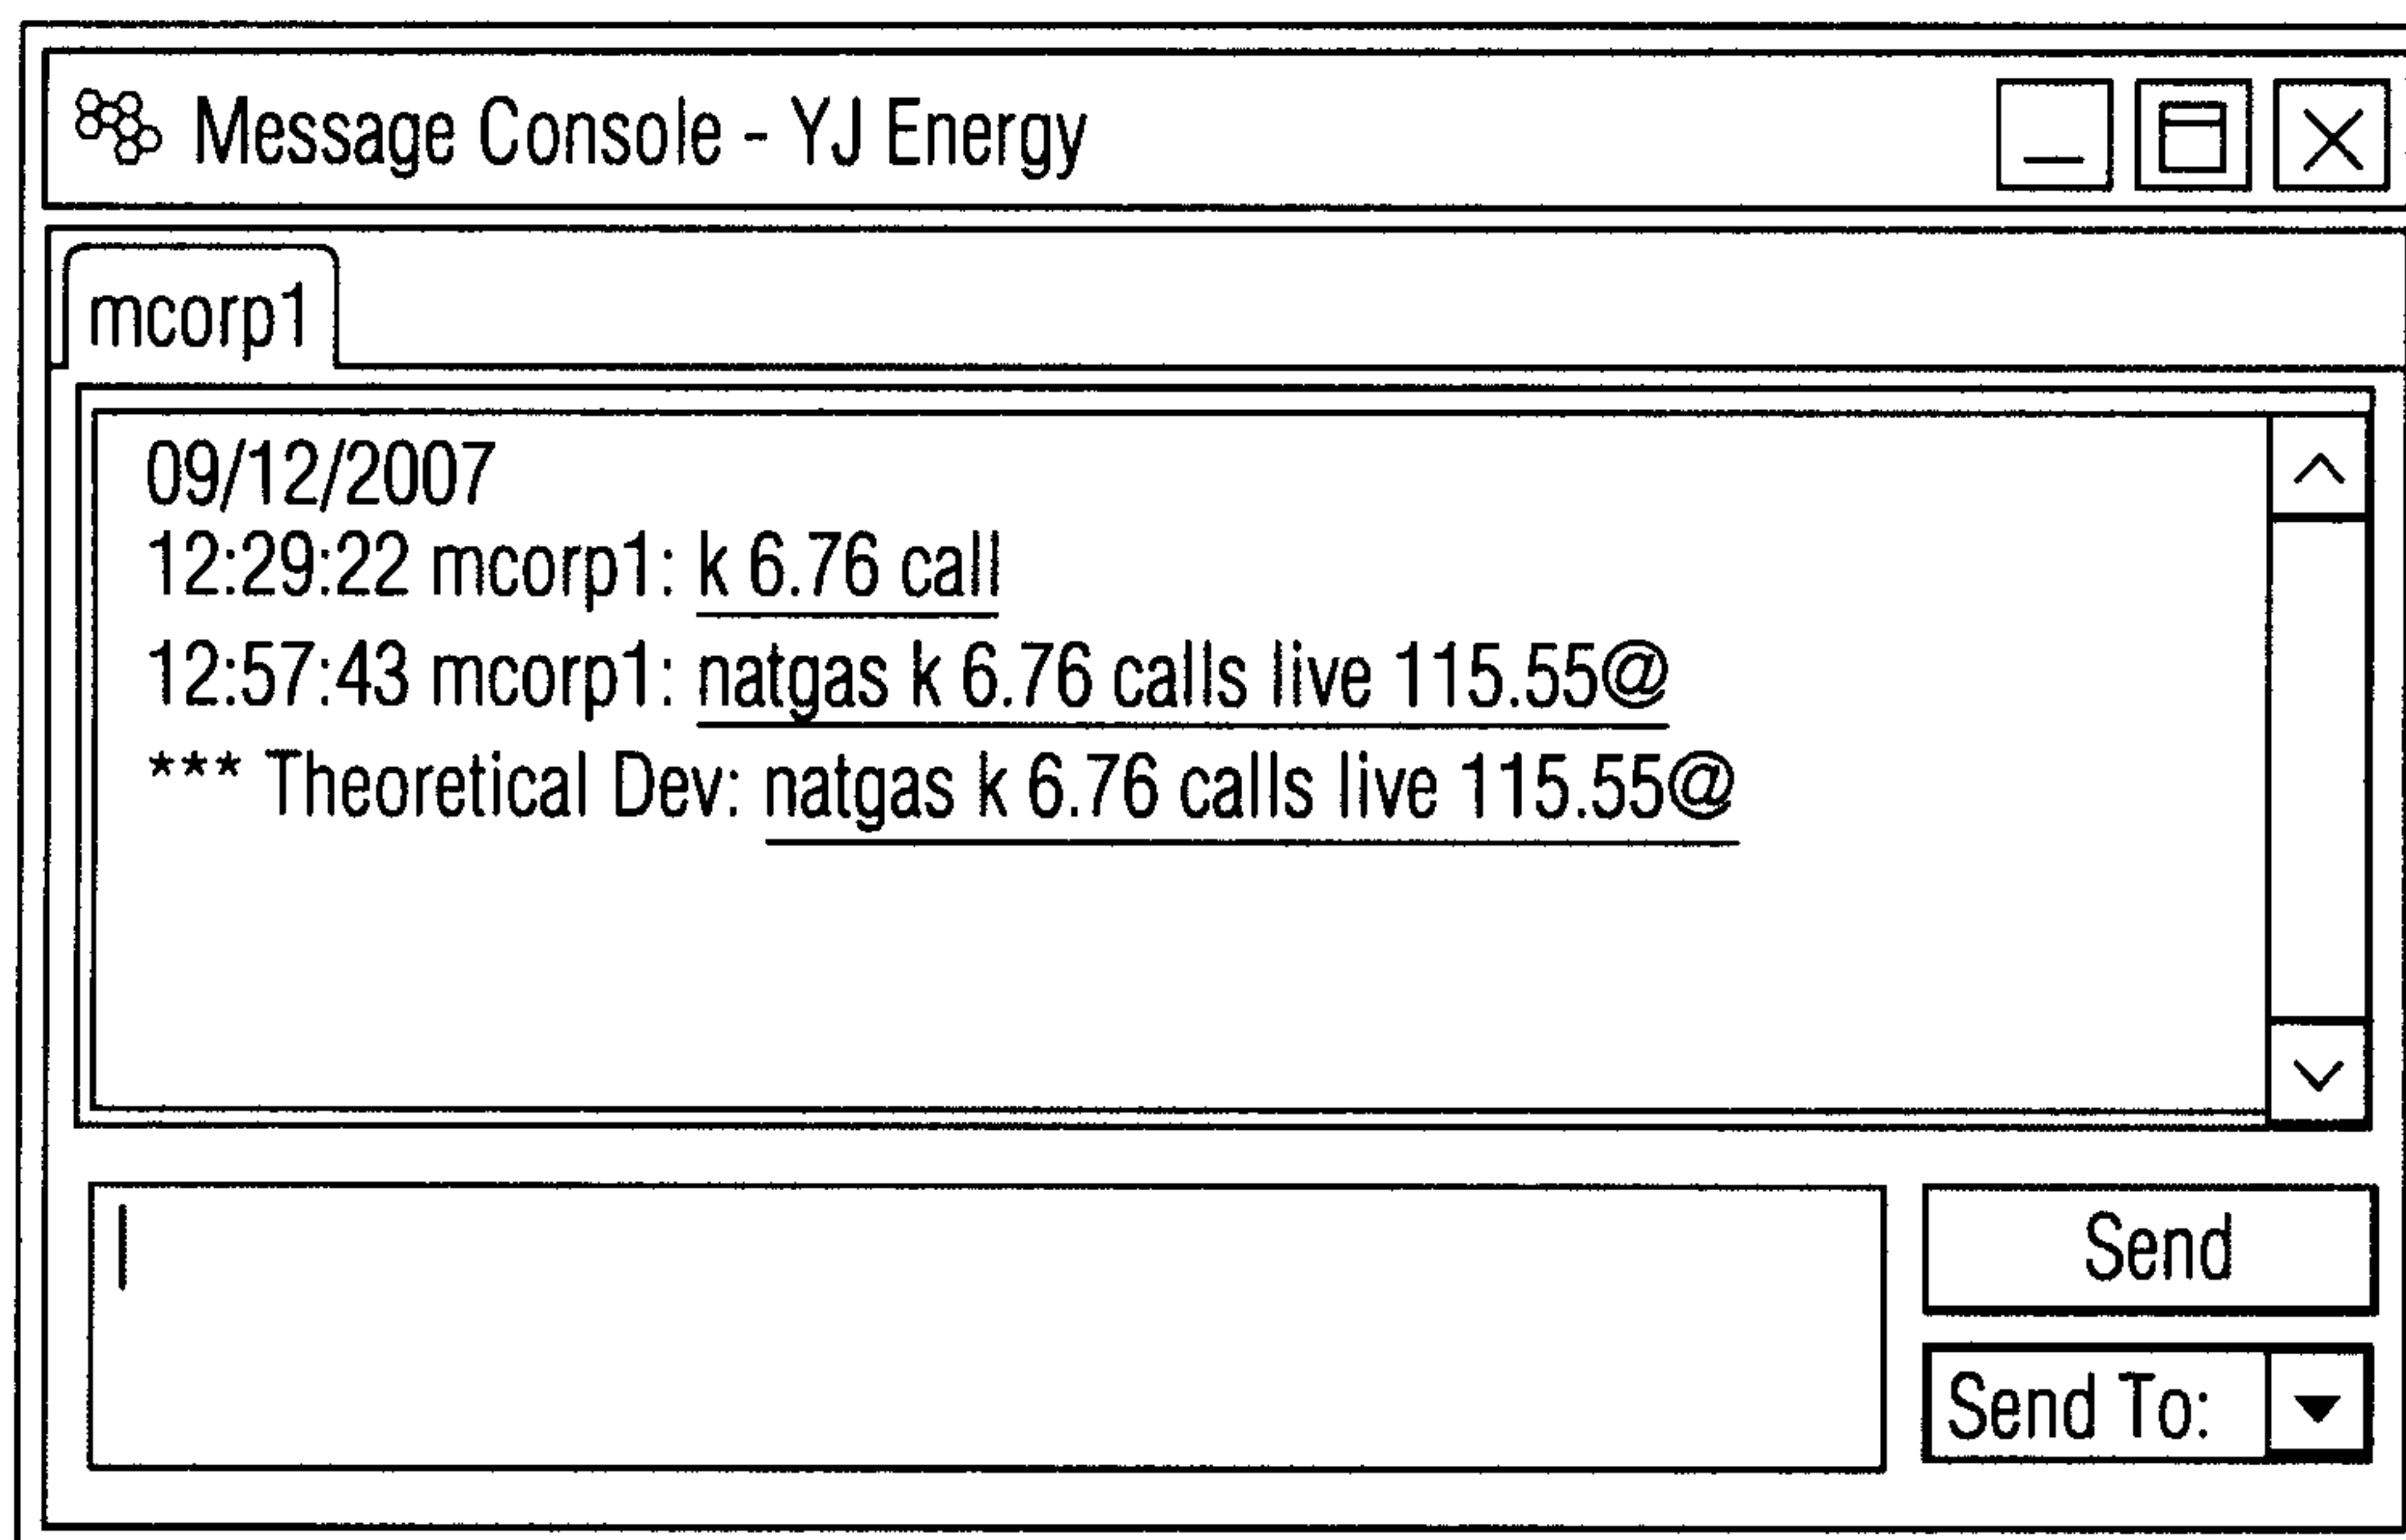 Message Console - YJ Energy
mcorp1
09/12/2007
12:29:22 mcorp1: k 6.76 call
12:57:43 mcorp1: natgas k 6.76 calls live 115.55@
*** Theoretical Dev: natgas k 6.76 calls live 115.55@
Send
Send To: